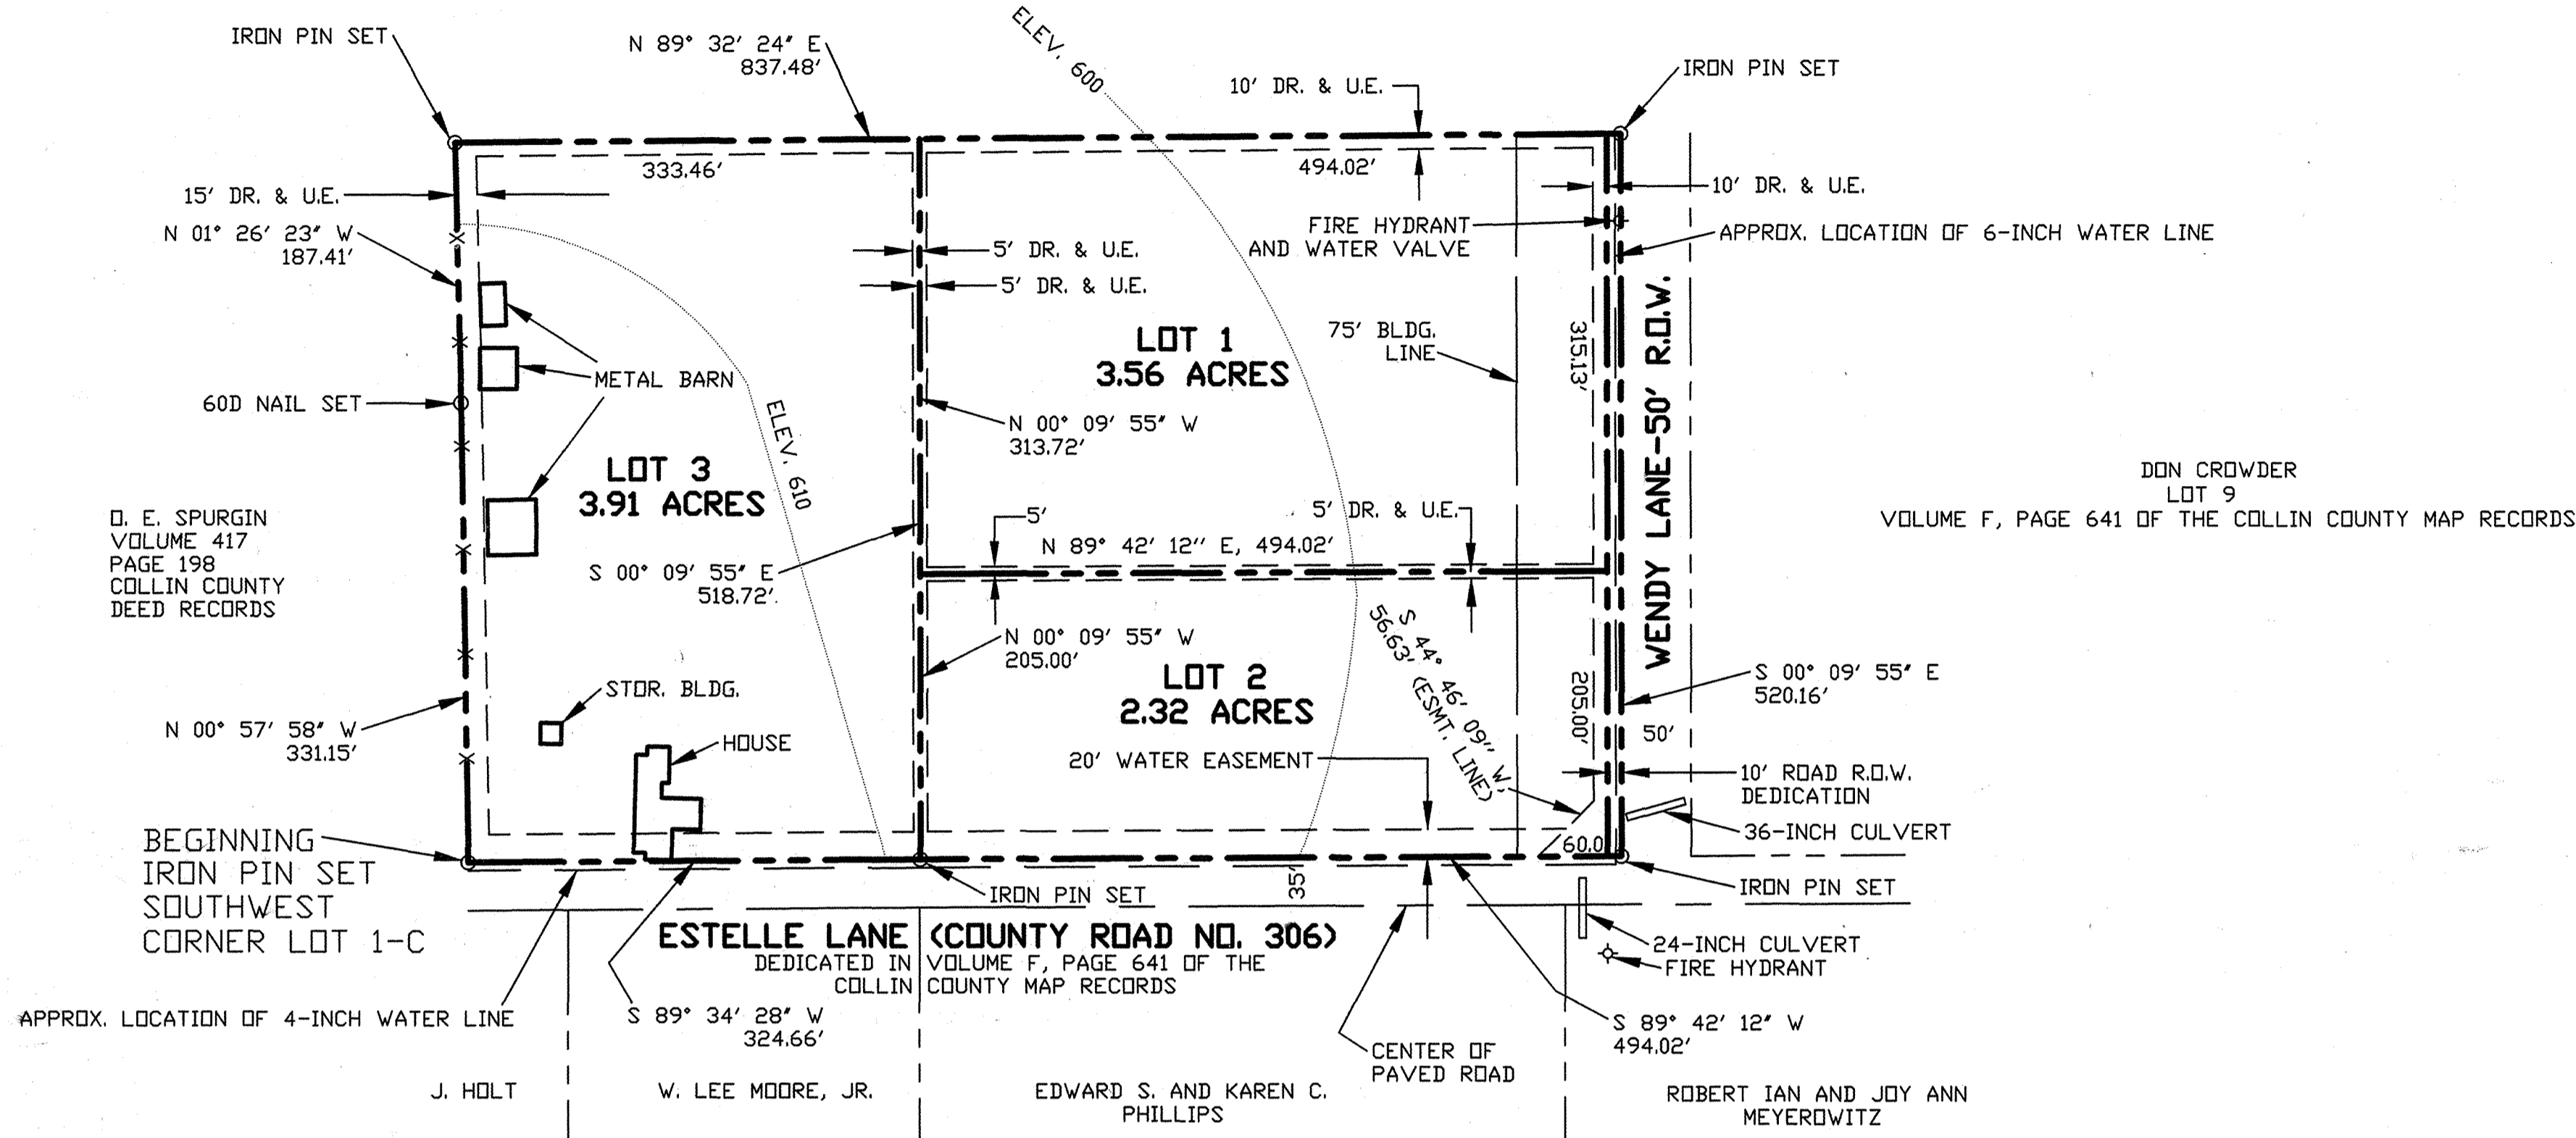 IRON PIN SET
N 89° 32' 24" E
837.48'
ELEV. 600
10' DR. & U.E.
IRON PIN SET
333.46'
494.02'
15' DR. & U.E.
10' DR. & U.E.
N 01° 26' 23" W
187.41'
FIRE HYDRANT
AND WATER VALVE
APPROX. LOCATION OF 6-INCH WATER LINE
5' DR. & U.E.
5' DR. & U.E.
LOT 1
3.56 ACRES
75' BLDG.
LINE
315.13'
WENDY LANE-50' R.O.W.
METAL BARN
60D NAIL SET
ELEV. 610
N 00° 09' 55" W
313.72'
LOT 3
3.91 ACRES
DON CROWDER
LOT 9
VOLUME F, PAGE 641 OF THE COLLIN COUNTY MAP RECORDS
O. E. SPURGIN
VOLUME 417
PAGE 198
COLLIN COUNTY
DEED RECORDS
5'
5' DR. & U.E.
N 89° 42' 12" E, 494.02'
S 00° 09' 55" E
518.72'
N 00° 09' 55" W
205.00'
S 44° 46' 09" W,
56.63' (ESMT. LINE)
LOT 2
2.32 ACRES
205.00'
S 00° 09' 55" E
520.16'
STOR. BLDG.
N 00° 57' 58" W
331.15'
HOUSE
50'
20' WATER EASEMENT
10' ROAD R.O.W.
DEDICATION
36-INCH CULVERT
BEGINNING
IRON PIN SET
SOUTHWEST
CORNER LOT 1-C
60.0
35'
IRON PIN SET
IRON PIN SET
ESTELLE LANE (COUNTY ROAD NO. 306)
DEDICATED IN VOLUME F, PAGE 641 OF THE
COLLIN COUNTY MAP RECORDS
24-INCH CULVERT
FIRE HYDRANT
APPROX. LOCATION OF 4-INCH WATER LINE
S 89° 34' 28" W
324.66'
S 89° 42' 12" W
494.02'
CENTER OF
PAVED ROAD
J. HOLT
W. LEE MOORE, JR.
EDWARD S. AND KAREN C.
PHILLIPS
ROBERT IAN AND JOY ANN
MEYEROWITZ